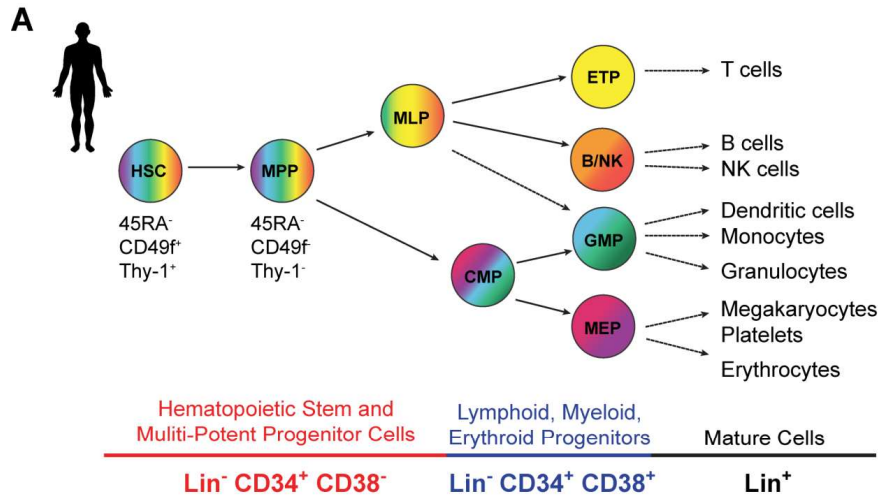 A
HSC
45RA⁻
CD49f⁺
Thy-1⁺
MPP
45RA⁻
CD49f⁻
Thy-1⁻
MLP
CMP
ETP
B/NK
GMP
MEP
T cells
B cells
NK cells
Dendritic cells
Monocytes
Granulocytes
Megakaryocytes
Platelets
Erythrocytes
Hematopoietic Stem and
Muliti-Potent Progenitor Cells
Lin⁻ CD34⁺ CD38⁻
Lymphoid, Myeloid,
Erythroid Progenitors
Lin⁻ CD34⁺ CD38⁺
Mature Cells
Lin⁺